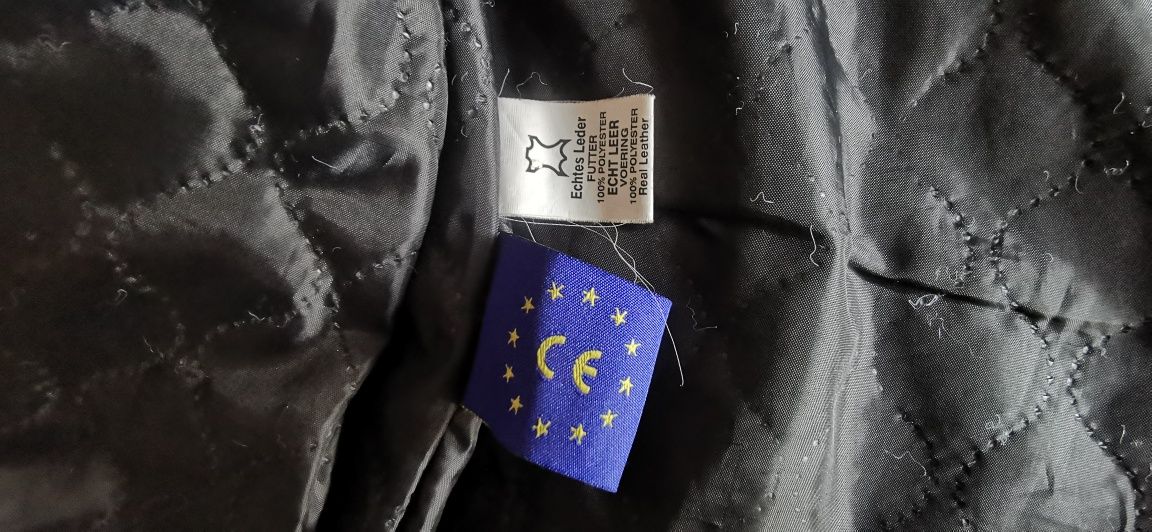 Echtes Leder
FUTTER
100% POLYESTER
ECHT LEER
VOERING
100% POLYESTER
Real Leather
CE